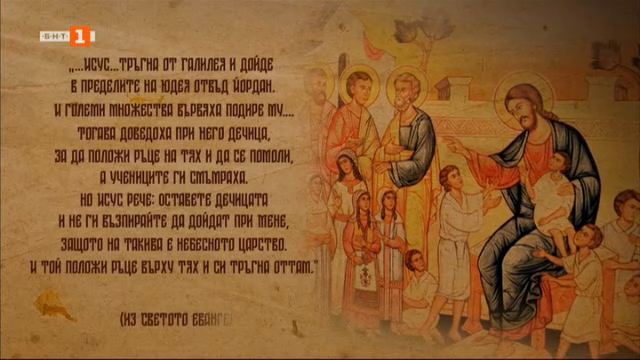 БНТ 1
„...ИСУС...ТРЪГНА ОТ ГАЛИЛЕЯ И ДОЙДЕ
В ПРЕДЕЛИТЕ НА ЮДЕЯ ОТВЪД ЙОРДАН.
И ГОЛЕМИ МНОЖЕСТВА ВЪРВЯХА ПОДИРЕ МУ....
ТОГАВА ДОВЕДОХА ПРИ НЕГО ДЕЧИЦА,
ЗА ДА ПОЛОЖИ РЪЦЕ НА ТЯХ И ДА СЕ ПОМОЛИ,
А УЧЕНИЦИТЕ ГИ СМЪМРАХА.
НО ИСУС РЕЧЕ: ОСТАВЕТЕ ДЕЧИЦАТА
И НЕ ГИ ВЪЗПИРАЙТЕ ДА ДОЙДАТ ПРИ МЕНЕ,
ЗАЩОТО НА ТАКИВА Е НЕБЕСНОТО ЦАРСТВО.
И ТОЙ ПОЛОЖИ РЪЦЕ ВЪРХУ ТЯХ И СИ ТРЪГНА ОТТАМ."
(ИЗ СВЕТОТО ЕВАНГЕ